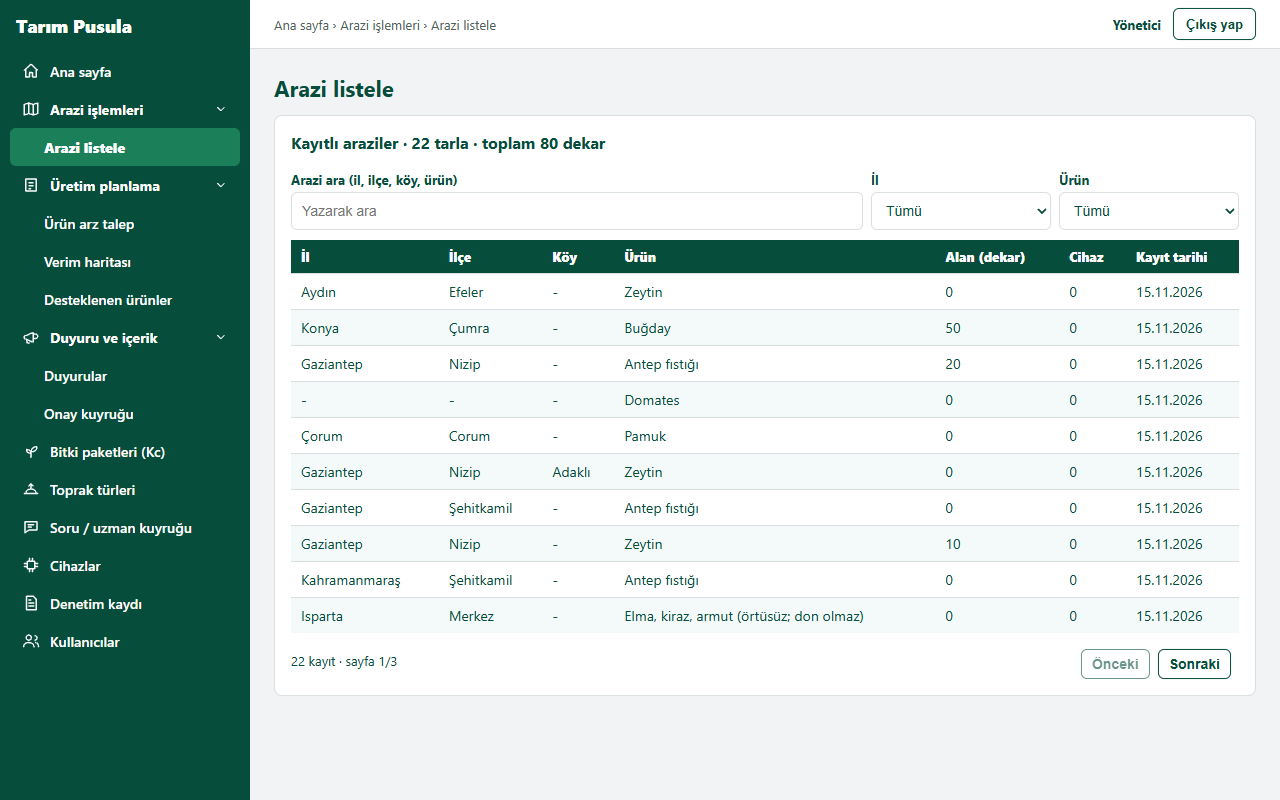 Tarım Pusula
Ana sayfa
Arazi işlemleri
Arazi listele
Üretim planlama
Ürün arz talep
Verim haritası
Desteklenen ürünler
Duyuru ve içerik
Duyurular
Onay kuyruğu
Bitki paketleri (Kc)
Toprak türleri
Soru / uzman kuyruğu
Cihazlar
Denetim kaydı
Kullanıcılar
Ana sayfa › Arazi işlemleri › Arazi listele
Yönetici Çıkış yap
Arazi listele
Kayıtlı araziler · 22 tarla · toplam 80 dekar
Arazi ara (il, ilçe, köy, ürün) İl Ürün
Yazarak ara Tümü Tümü
İl İlçe Köy Ürün Alan (dekar) Cihaz Kayıt tarihi
Aydın Efeler - Zeytin 0 0 15.11.2026
Konya Çumra - Buğday 50 0 15.11.2026
Gaziantep Nizip - Antep fıstığı 20 0 15.11.2026
- - - Domates 0 0 15.11.2026
Çorum Corum - Pamuk 0 0 15.11.2026
Gaziantep Nizip Adaklı Zeytin 0 0 15.11.2026
Gaziantep Şehitkamil - Antep fıstığı 0 0 15.11.2026
Gaziantep Nizip - Zeytin 10 0 15.11.2026
Kahramanmaraş Şehitkamil - Antep fıstığı 0 0 15.11.2026
Isparta Merkez - Elma, kiraz, armut (örtüsüz; don olmaz) 0 0 15.11.2026
22 kayıt · sayfa 1/3 Önceki Sonraki